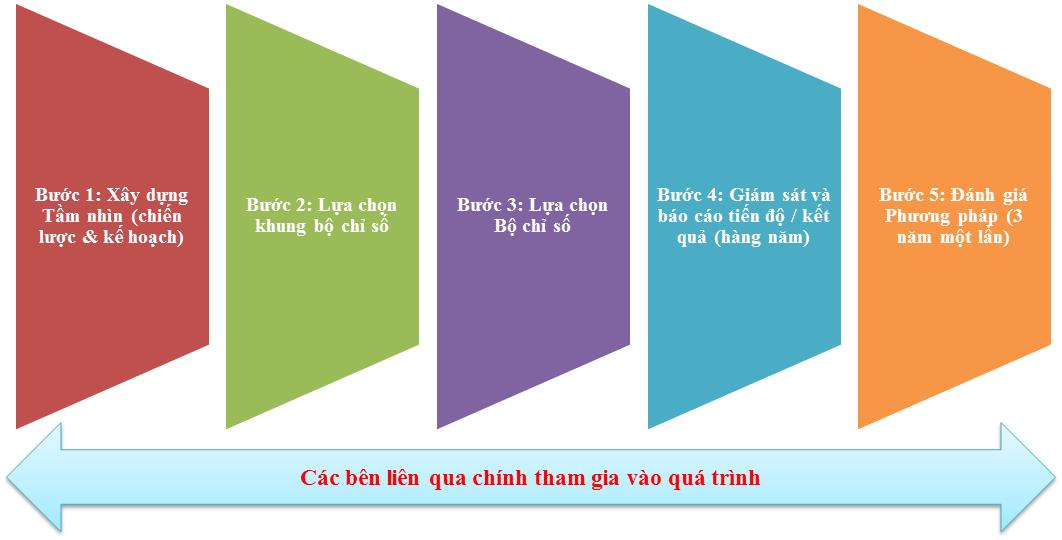 Bước 1: Xây dựng
Tầm nhìn (chiến
lược & kế hoạch)
Bước 2: Lựa chọn
khung bộ chỉ số
Bước 3: Lựa chọn
Bộ chỉ số
Bước 4: Giám sát và
báo cáo tiến độ / kết
quả (hàng năm)
Bước 5: Đánh giá
Phương pháp (3
năm một lần)
Các bên liên qua chính tham gia vào quá trình